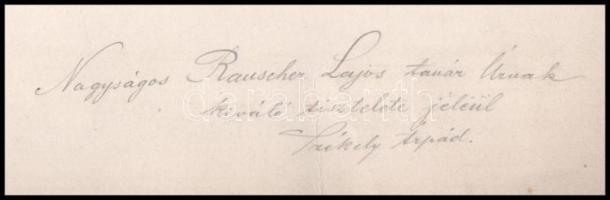 Nagyságos Rauscher Lajos tanár Úrnak
kiváló tisztelete jeléül
Székely Árpád.